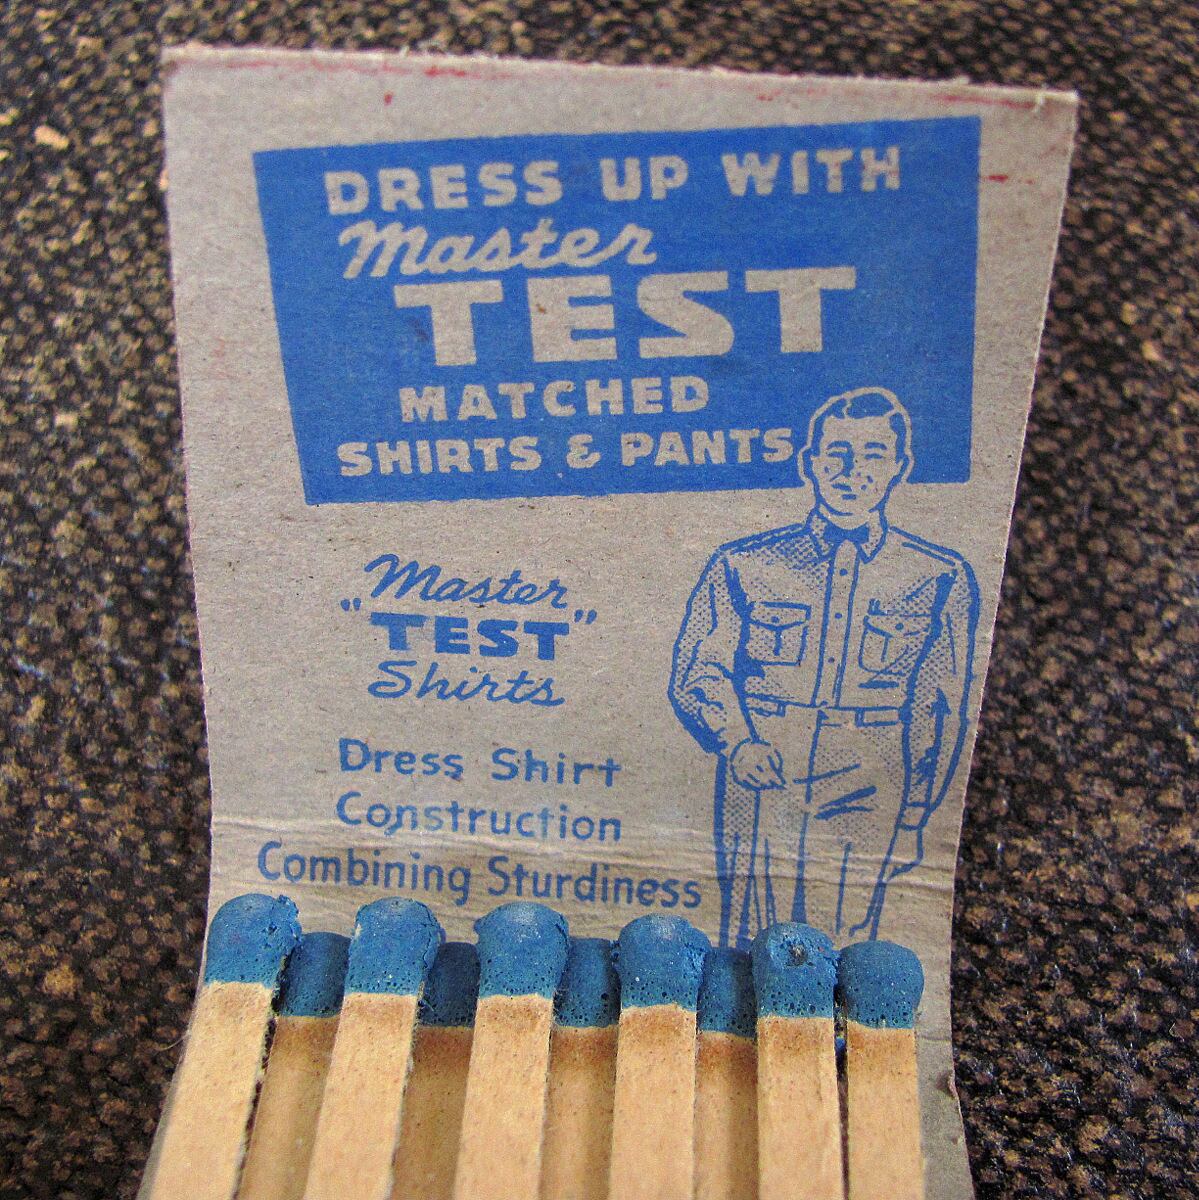 DRESS UP WITH
Master
TEST
MATCHED
SHIRTS & PANTS
Master
"TEST"
Shirts
Dress Shirt
Construction
Combining Sturdiness